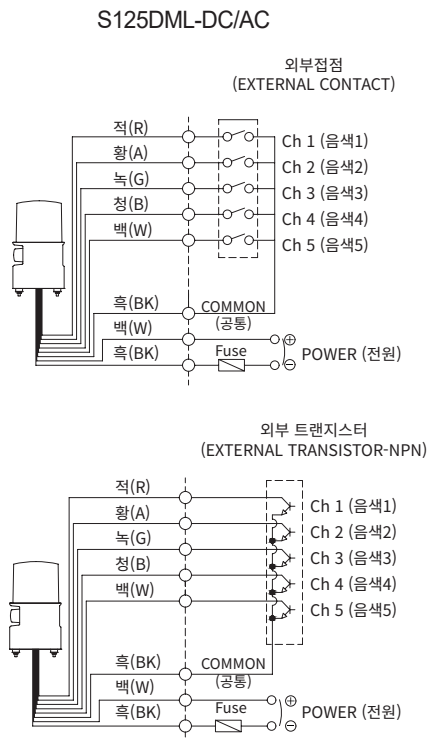 S125DML-DC/AC
외부접점
(EXTERNAL CONTACT)
적(R)
황(A)
녹(G)
청(B)
백(W)
Ch 1 (음색1)
Ch 2 (음색2)
Ch 3 (음색3)
Ch 4 (음색4)
Ch 5 (음색5)
흑(BK)
COMMON
(공통)
백(W)
흑(BK)
Fuse
⊕
⊖
POWER (전원)
외부 트랜지스터
(EXTERNAL TRANSISTOR-NPN)
적(R)
황(A)
녹(G)
청(B)
백(W)
Ch 1 (음색1)
Ch 2 (음색2)
Ch 3 (음색3)
Ch 4 (음색4)
Ch 5 (음색5)
흑(BK)
COMMON
(공통)
백(W)
흑(BK)
Fuse
⊕
⊖
POWER (전원)